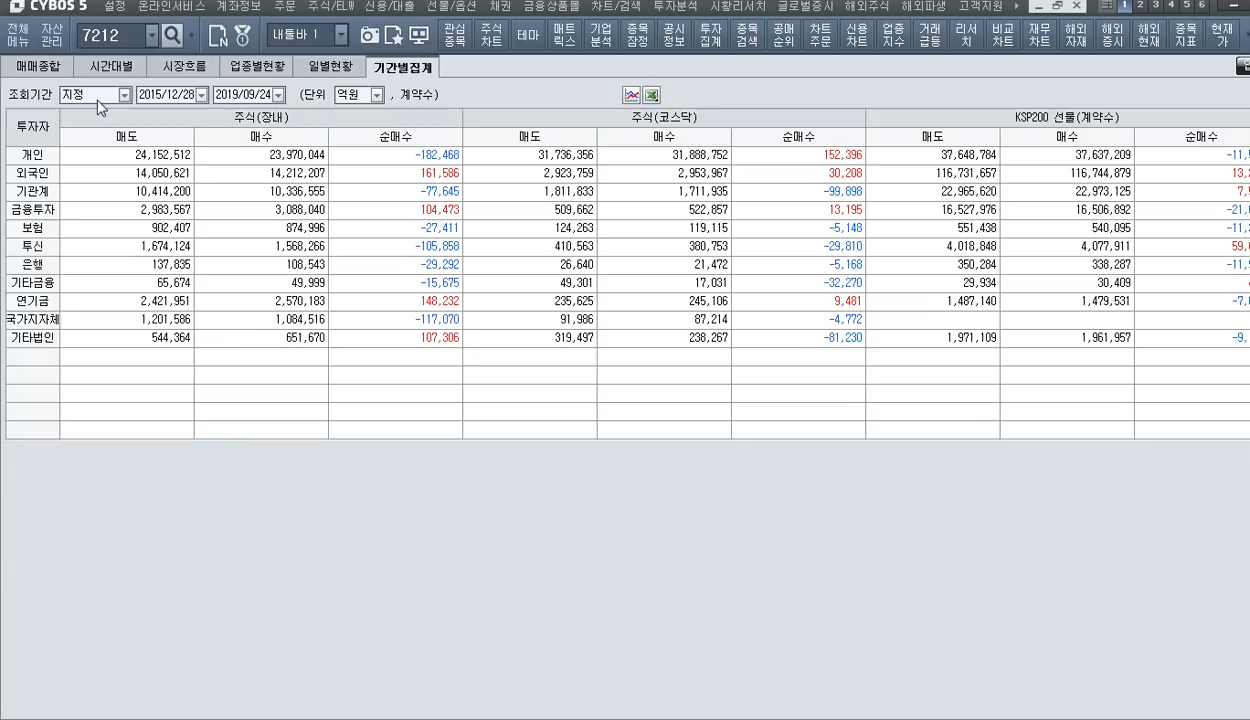 CYBOS 5 설정 온라인서비스 계좌정보 주문 주식/ELW 신용/대출 선물/옵션 채권 금융상품몰 차트/검색 투자분석 시황리서치 글로벌증시 해외주식 해외파생 고객지원 1 2 3 4 5 6
전체 메뉴 자산 관리 7212 내툴바 1 관심 종목 주식 차트 테마 매트 릭스 기업 분석 종목 잠정 공시 정보 투자 집계 종목 검색 공매 순위 차트 주문 신용 차트 업종 지수 거래 급등 리서 치 비교 차트 재무 차트 해외 자재 해외 증시 해외 현재 종목 지표 현재 가
매매종합 시간대별 시장흐름 업종별현황 일별현황 기간별집계
조회기간 지정 2015/12/28 2019/09/24 (단위 억원 , 계약수)
투자자 주식(장내) 주식(코스닥) KSP200 선물(계약수)
매도 매수 순매수 매도 매수 순매수 매도 매수 순매수
개인 24,152,512 23,970,044 -182,468 31,736,356 31,888,752 152,396 37,648,784 37,637,209 -11,
외국인 14,050,621 14,212,207 161,586 2,923,759 2,953,967 30,208 116,731,657 116,744,879 13,
기관계 10,414,200 10,336,555 -77,645 1,811,833 1,711,935 -99,898 22,965,620 22,973,125 7,
금융투자 2,983,567 3,088,040 104,473 509,662 522,857 13,195 16,527,976 16,506,892 -21,
보험 902,407 874,996 -27,411 124,263 119,115 -5,148 551,438 540,095 -11,
투신 1,674,124 1,568,266 -105,858 410,563 380,753 -29,810 4,018,848 4,077,911 59,
은행 137,835 108,543 -29,292 26,640 21,472 -5,168 350,284 338,287 -11,
기타금융 65,674 49,999 -15,675 49,301 17,031 -32,270 29,934 30,409
연기금 2,421,951 2,570,183 148,232 235,625 245,106 9,481 1,487,140 1,479,531 -7,
국가지자체 1,201,586 1,084,516 -117,070 91,986 87,214 -4,772
기타법인 544,364 651,670 107,306 319,497 238,267 -81,230 1,971,109 1,961,957 -9,